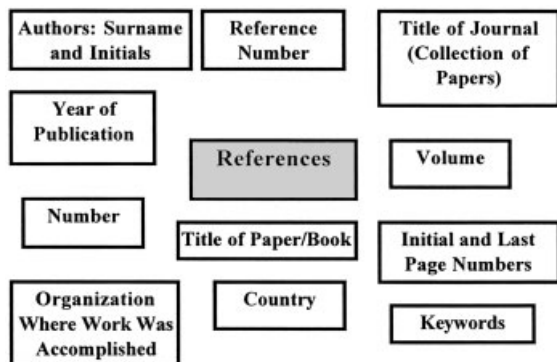 Authors: Surname
and Initials
Reference
Number
Title of Journal
(Collection of
Papers)
Year of
Publication
References
Volume
Number
Title of Paper/Book
Initial and Last
Page Numbers
Organization
Where Work Was
Accomplished
Country
Keywords